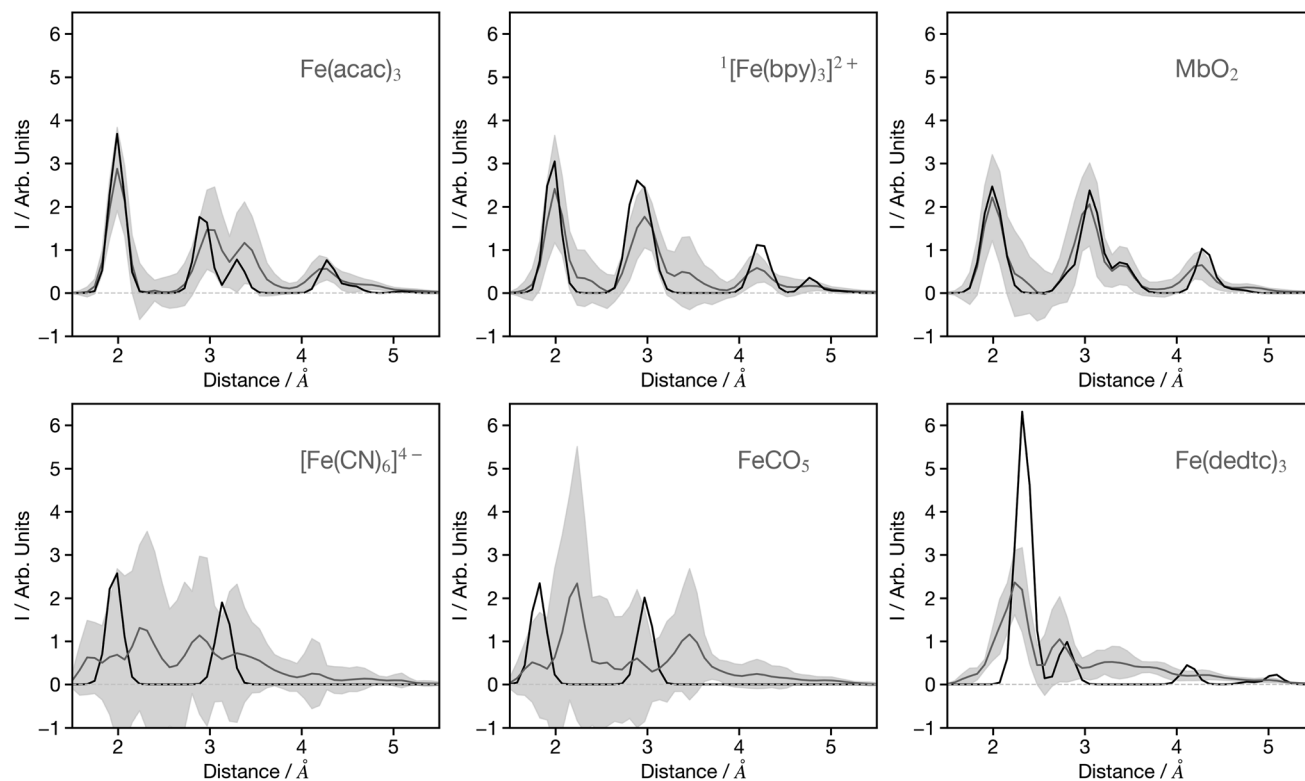 Fe(acac)₃
I / Arb. Units
6
5
4
3
2
1
0
−1
2 3 4 5
Distance / Å
¹[Fe(bpy)₃]²⁺
I / Arb. Units
6
5
4
3
2
1
0
−1
2 3 4 5
Distance / Å
MbO₂
I / Arb. Units
6
5
4
3
2
1
0
−1
2 3 4 5
Distance / Å
[Fe(CN)₆]⁴⁻
I / Arb. Units
6
5
4
3
2
1
0
−1
2 3 4 5
Distance / Å
FeCO₅
I / Arb. Units
6
5
4
3
2
1
0
−1
2 3 4 5
Distance / Å
Fe(dedtc)₃
I / Arb. Units
6
5
4
3
2
1
0
−1
2 3 4 5
Distance / Å